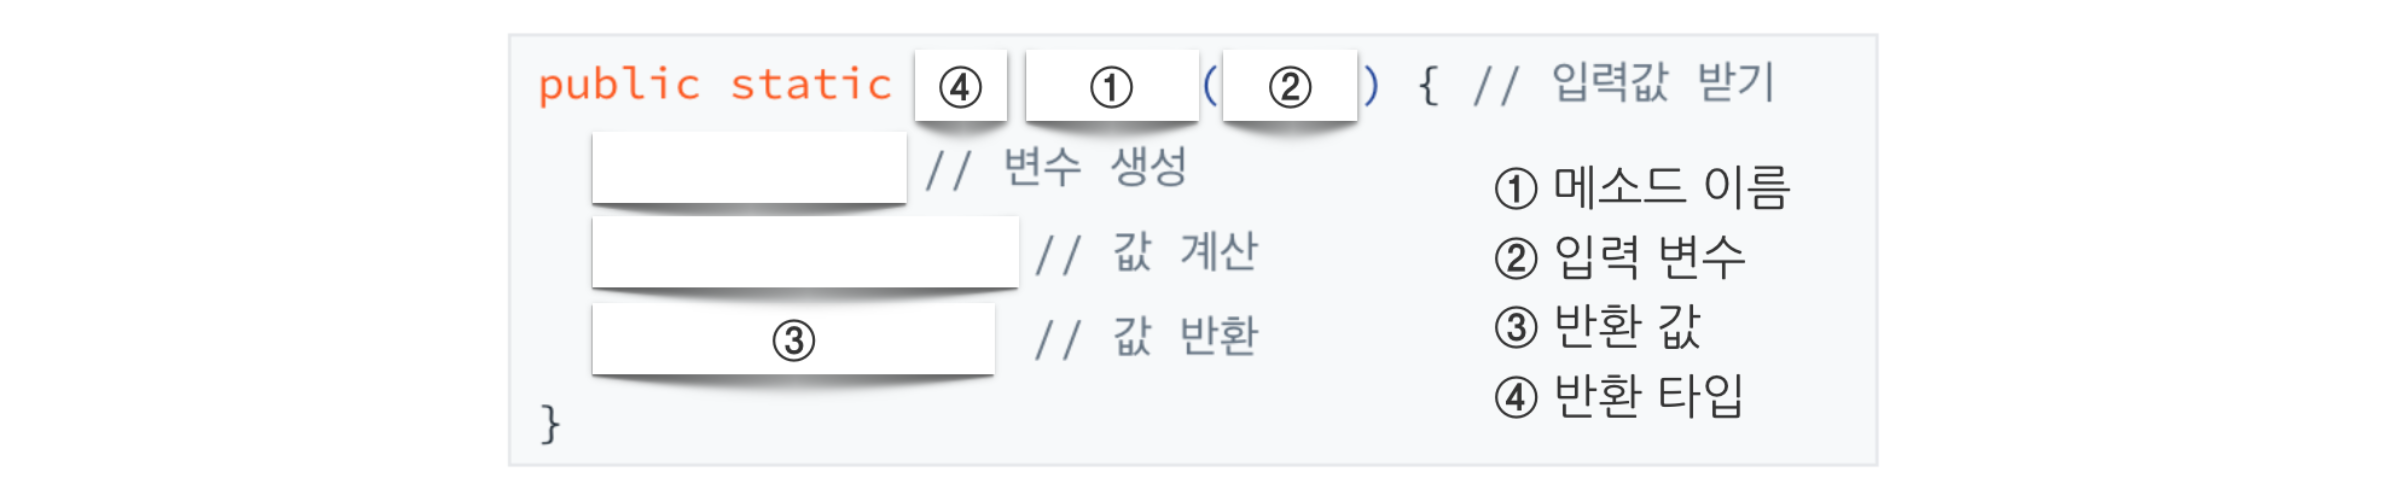 public static ④ ① ( ② ) { // 입력값 받기
// 변수 생성
// 값 계산
③ // 값 반환
}
① 메소드 이름
② 입력 변수
③ 반환 값
④ 반환 타입